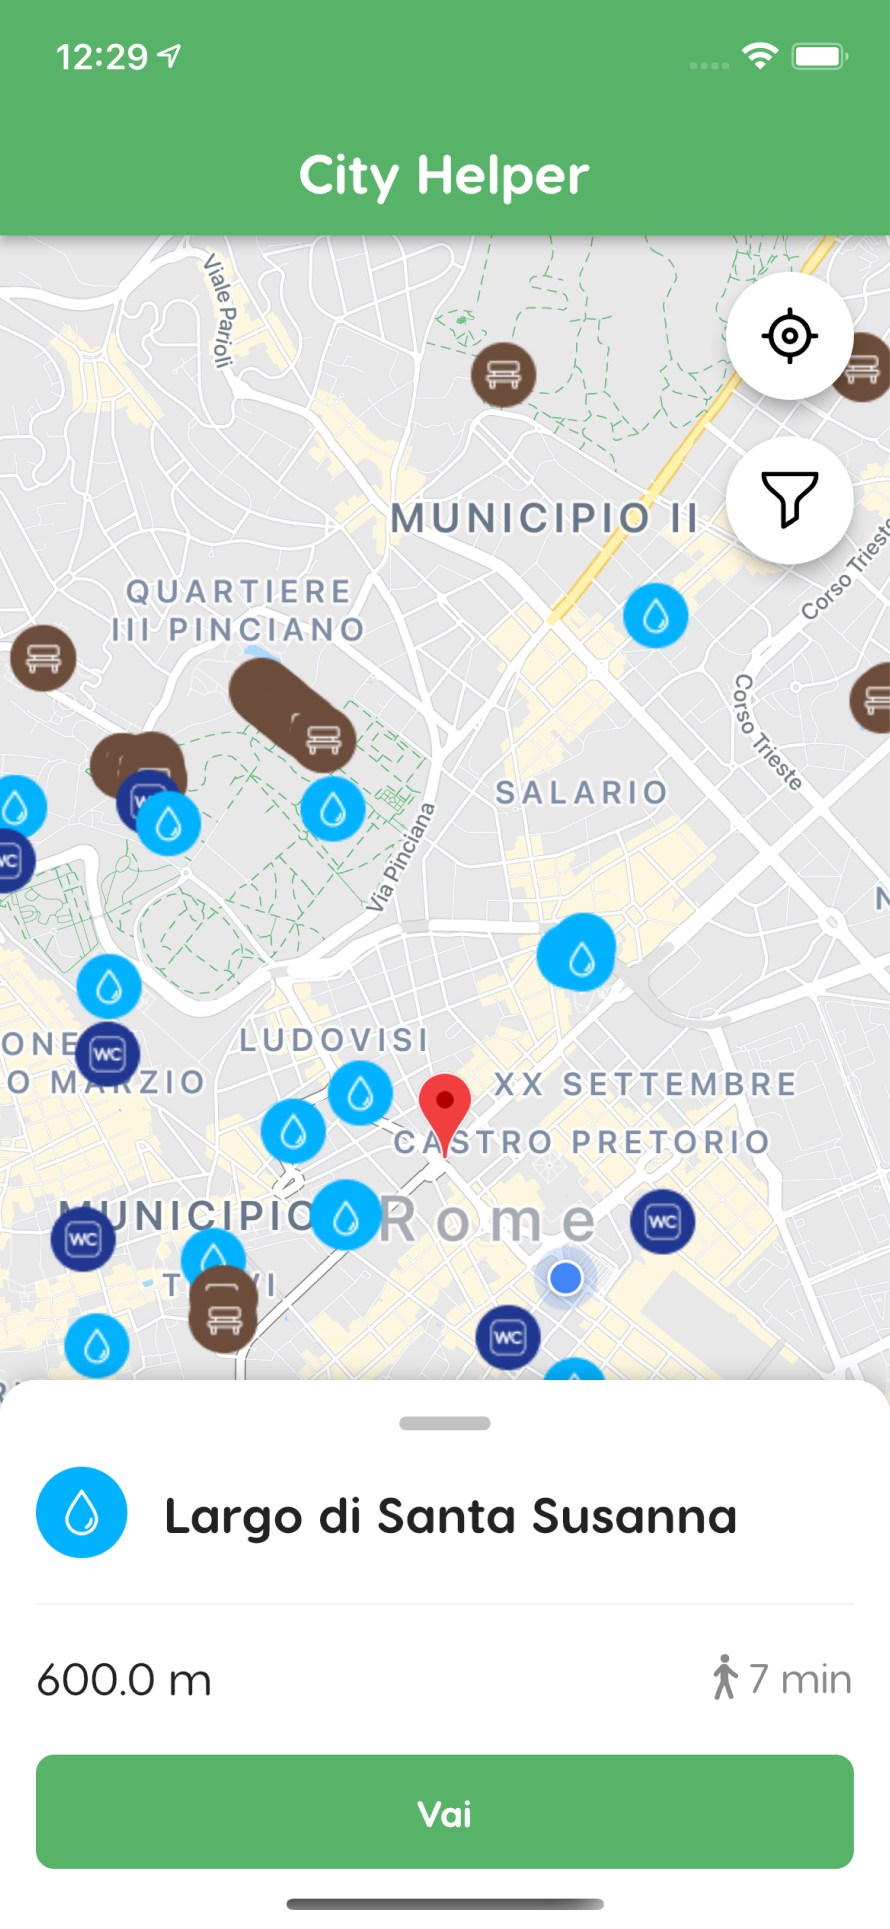 12:29
City Helper
Viale Parioli
MUNICIPIO II
Corso Trieste
QUARTIERE
III PINCIANO
Corso Trieste
SALARIO
WC
Via Pinciana
WC
LUDOVISI
WC
XX SETTEMBRE
CASTRO PRETORIO
MUNICIPIO
Rome
WC
WC
WC
Largo di Santa Susanna
600.0 m
7 min
Vai